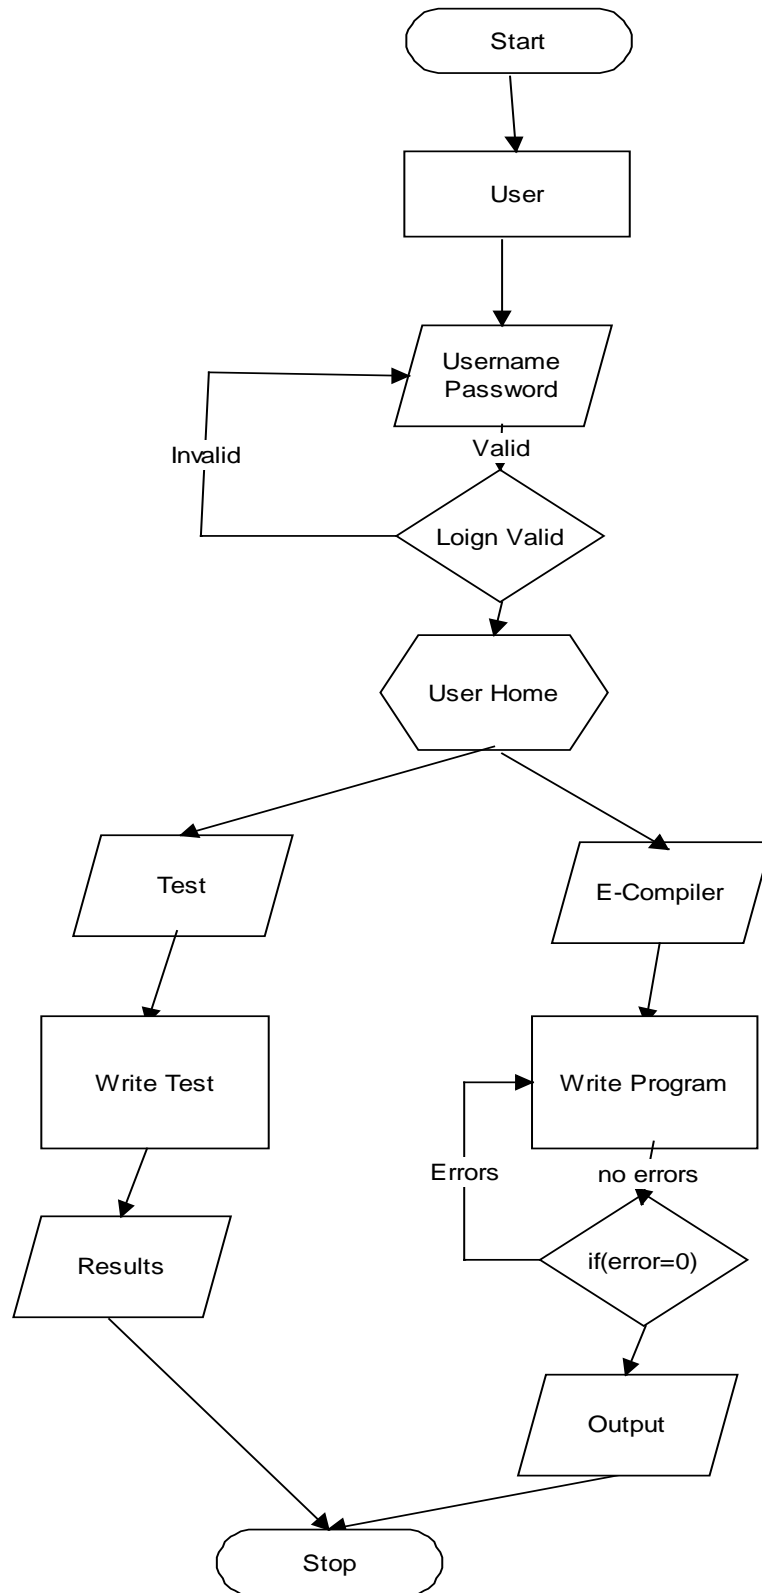 Start
User
Username
Password
Invalid
Valid
Loign Valid
User Home
Test
E-Compiler
Write Test
Write Program
Errors
no errors
Results
if(error=0)
Output
Stop